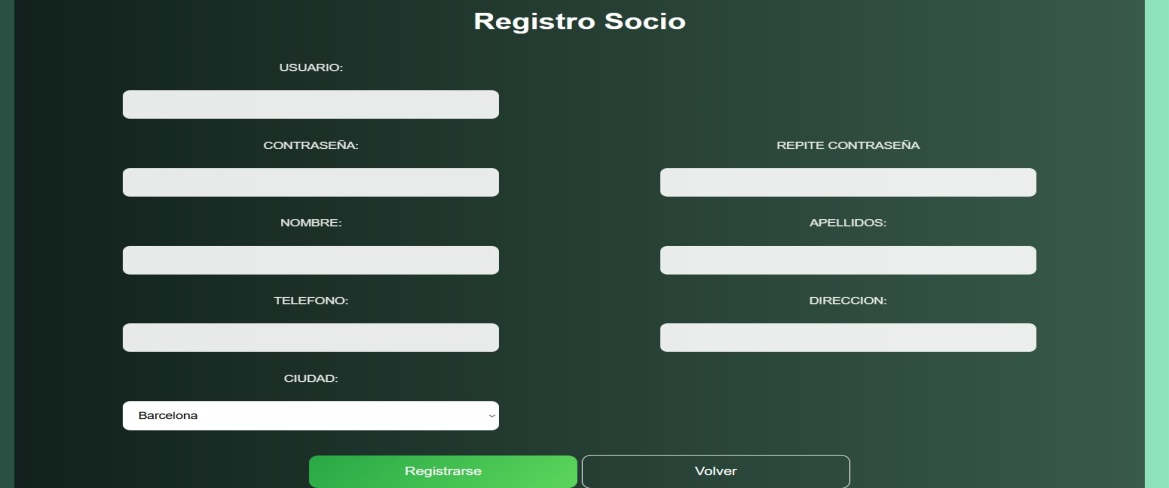 Registro Socio
USUARIO:
CONTRASEÑA:
REPITE CONTRASEÑA
NOMBRE:
APELLIDOS:
TELEFONO:
DIRECCION:
CIUDAD:
Barcelona
Registrarse
Volver